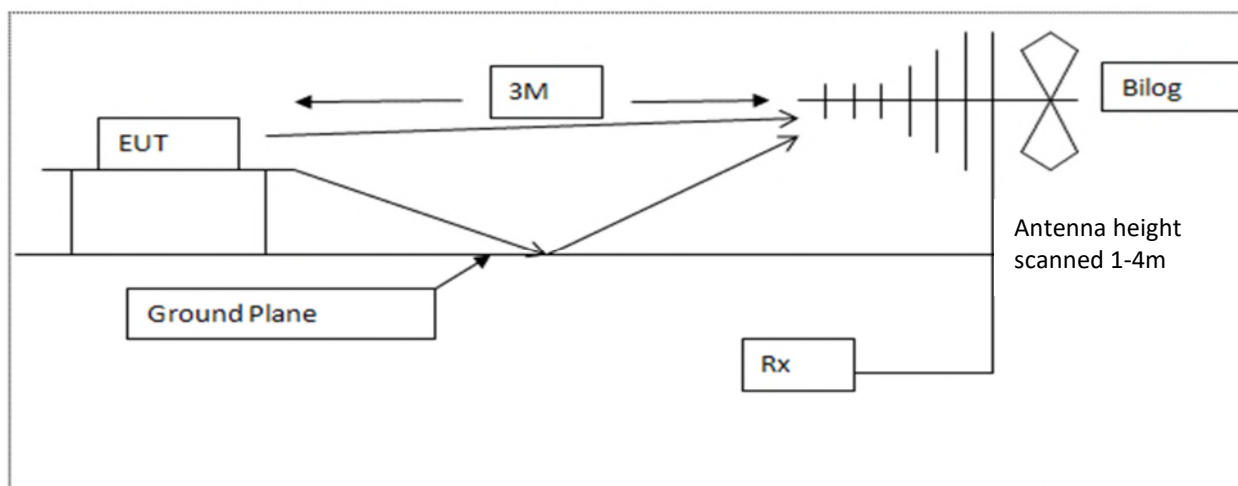 3M
Bilog
EUT
Antenna height
scanned 1-4m
Ground Plane
Rx